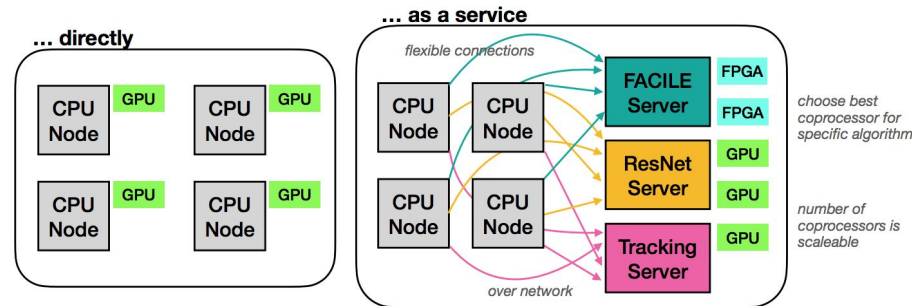 ... directly
CPU
Node
GPU
CPU
Node
GPU
CPU
Node
GPU
CPU
Node
GPU
... as a service
flexible connections
CPU
Node
CPU
Node
CPU
Node
CPU
Node
over network
FACILE
Server
FPGA
FPGA
ResNet
Server
GPU
GPU
Tracking
Server
GPU
choose best
coprocessor for
specific algorithm
number of
coprocessors is
scaleable